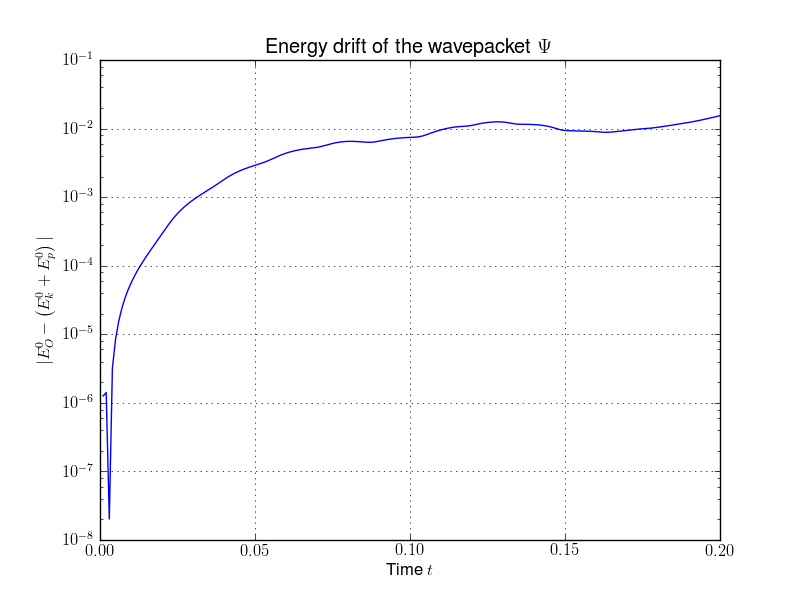 Energy drift of the wavepacket Ψ
10⁻¹
10⁻²
10⁻³
10⁻⁴
10⁻⁵
10⁻⁶
10⁻⁷
10⁻⁸
|E_O^0 − (E_k^0 + E_p^0) |
0.00 0.05 0.10 0.15 0.20
Time t